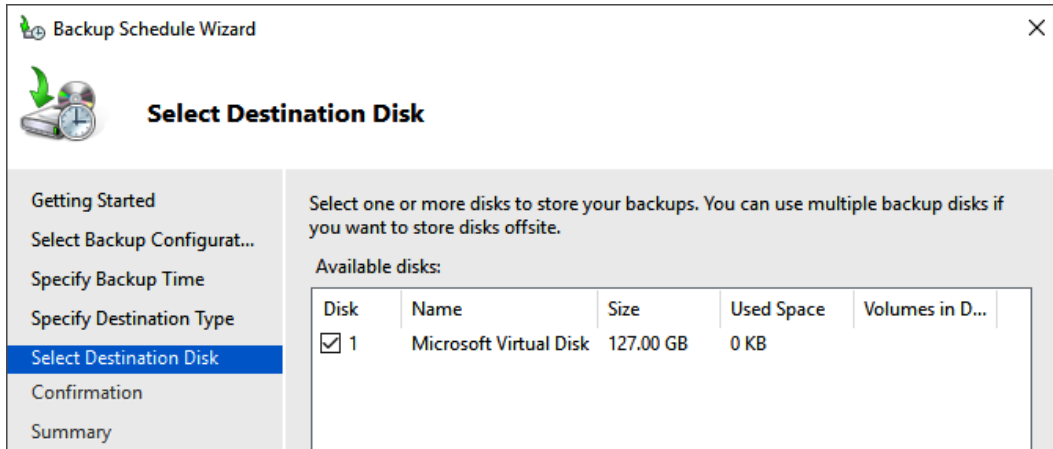 Backup Schedule Wizard
Select Destination Disk
Getting Started
Select Backup Configurat...
Specify Backup Time
Specify Destination Type
Select Destination Disk
Confirmation
Summary
Select one or more disks to store your backups. You can use multiple backup disks if
you want to store disks offsite.
Available disks:
Disk Name Size Used Space Volumes in D...
1 Microsoft Virtual Disk 127.00 GB 0 KB